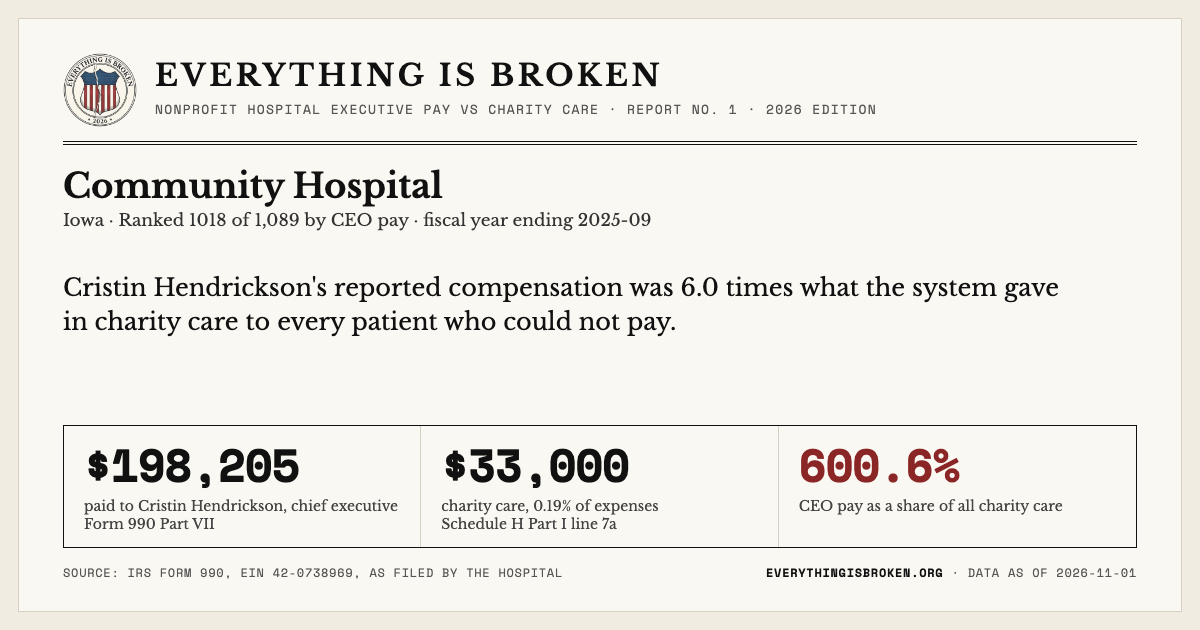 EVERYTHING IS BROKEN
2026
EVERYTHING IS BROKEN
NONPROFIT HOSPITAL EXECUTIVE PAY VS CHARITY CARE · REPORT NO. 1 · 2026 EDITION
Community Hospital
Iowa · Ranked 1018 of 1,089 by CEO pay · fiscal year ending 2025-09
Cristin Hendrickson's reported compensation was 6.0 times what the system gave
in charity care to every patient who could not pay.
$198,205
paid to Cristin Hendrickson, chief executive
Form 990 Part VII
$33,000
charity care, 0.19% of expenses
Schedule H Part I line 7a
600.6%
CEO pay as a share of all charity care
SOURCE: IRS FORM 990, EIN 42-0738969, AS FILED BY THE HOSPITAL
EVERYTHINGISBROKEN.ORG · DATA AS OF 2026-11-01